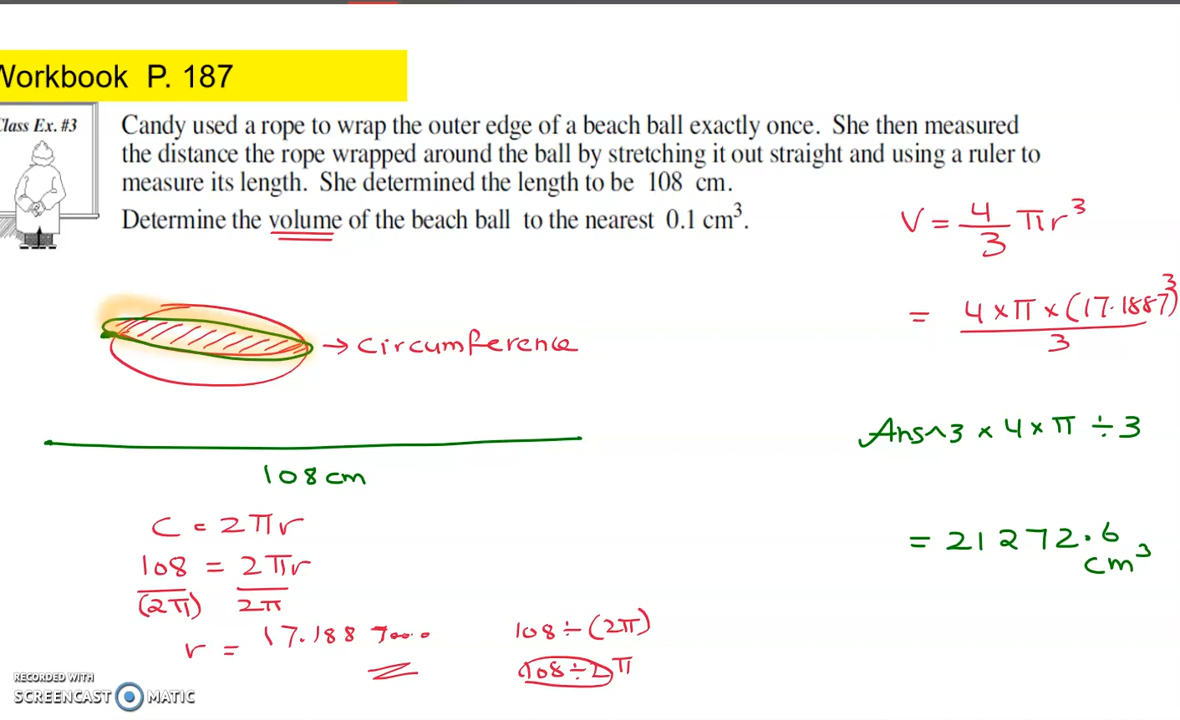 Workbook P. 187
Class Ex. #3
Candy used a rope to wrap the outer edge of a beach ball exactly once. She then measured
the distance the rope wrapped around the ball by stretching it out straight and using a ruler to
measure its length. She determined the length to be 108 cm.
Determine the volume of the beach ball to the nearest 0.1 cm³.
V = 4/3 πr³
= 4 × π × (17.1887)³ / 3
→ Circumference
Ans^3 × 4 × π ÷ 3
108 cm
= 21272.6 cm³
C = 2πr
108/(2π) = 2πr/2π
r = 17.1887....
108 ÷ (2π)
108 ÷ 2π
RECORDED WITH
SCREENCAST MATIC